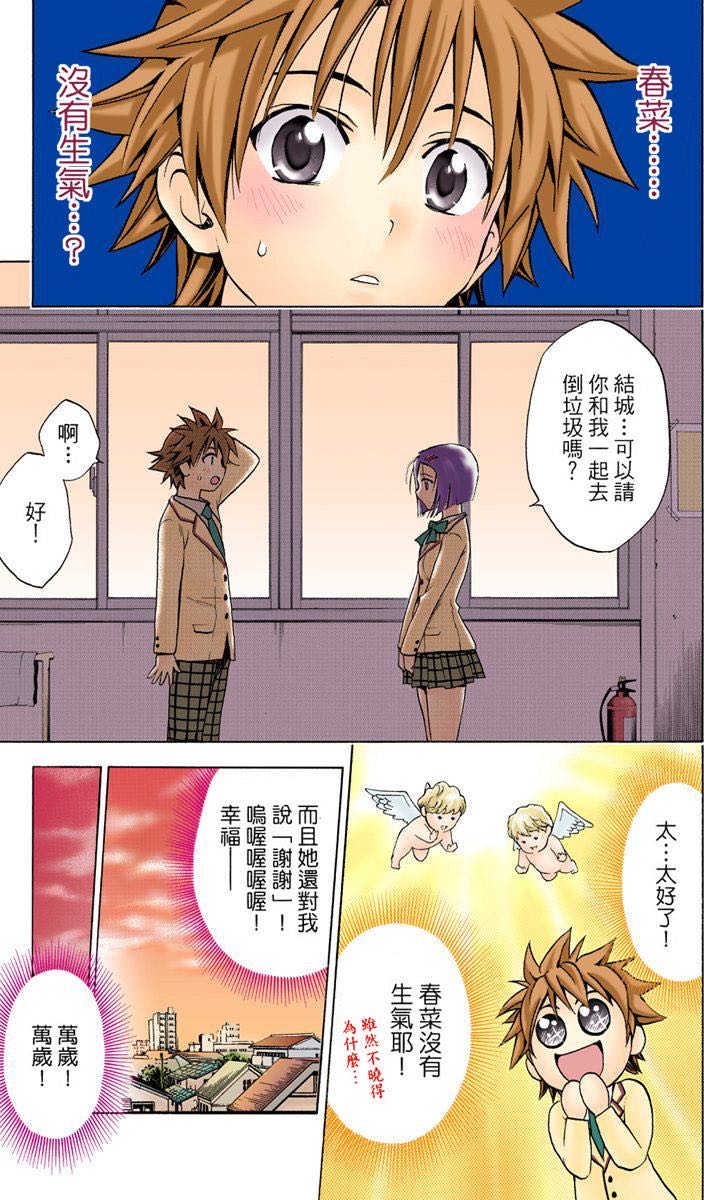 春菜……
沒有生氣…？
結城…可以請
你和我一起去
倒垃圾嗎？
啊…
好！
太…太好了！
春菜沒有
生氣耶！
雖然不曉得
為什麼…
而且她還對我
說「謝謝」！
嗚喔喔喔喔！
幸福——
萬歲！
萬歲！